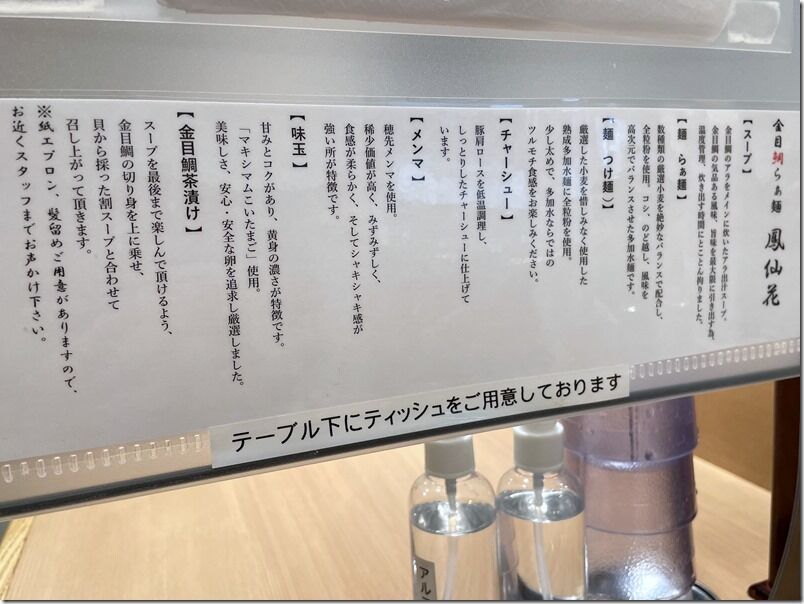 金目鯛らぁ麺 鳳仙花
【スープ】
金目鯛のアラをメインに炊いたアラ出汁スープ。
金目鯛の気品ある風味、旨味を最大限に引き出す為、
温度管理、炊き出す時間にとことん拘りました。
【麺 らぁ麺】
数種類の厳選小麦を絶妙なバランスで配合し、
全粒粉を使用。コシ、のど越し、風味を
高次元でバランスさせた多加水麺です。
【麺 つけ麺】
厳選した小麦を惜しみなく使用した
熟成多加水麺に全粒粉を使用。
少し太めで、多加水ならではの
ツルモチ食感をお楽しみください。
【チャーシュー】
豚肩ロースを低温調理し、
しっとりしたチャーシューに仕上げて
います。
【メンマ】
穂先メンマを使用。
稀少価値が高く、みずみずしく、
食感が柔らかく、そしてシャキシャキ感が
強い所が特徴です。
【味玉】
甘みとコクがあり、黄身の濃さが特徴です。
「マキシマムこいたまご」使用。
美味しさ、安心・安全な卵を追求し厳選しました。
【金目鯛茶漬け】
スープを最後まで楽しんで頂けるよう、
金目鯛の切り身を上に乗せ、
貝から採った割スープと合わせて
召し上がって頂きます。
※紙エプロン、髪留めご用意がありますので、
お近くスタッフまでお声かけ下さい。
テーブル下にティッシュをご用意しております
アル